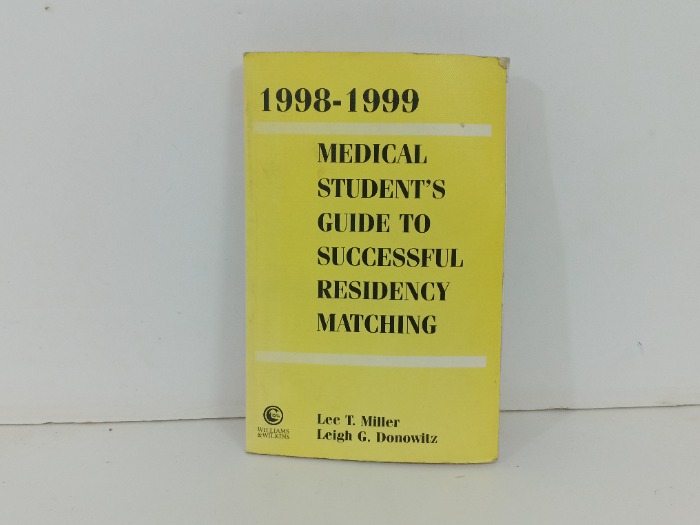 1998-1999
MEDICAL
STUDENT'S
GUIDE TO
SUCCESSFUL
RESIDENCY
MATCHING
Lee T. Miller
Leigh G. Donowitz
WILLIAMS
&WILKINS